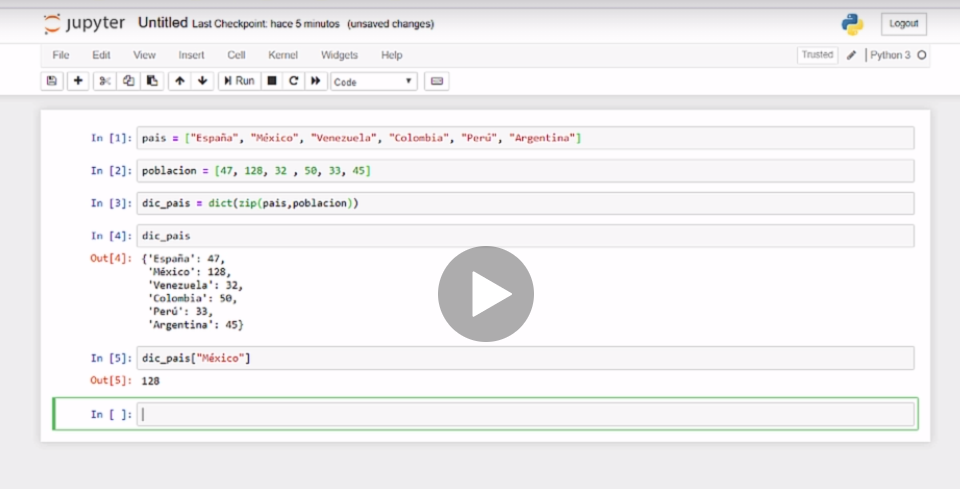 jupyter Untitled Last Checkpoint: hace 5 minutos (unsaved changes) Logout
File Edit View Insert Cell Kernel Widgets Help Trusted Python 3
Run Code
In [1]: pais = ["España", "México", "Venezuela", "Colombia", "Perú", "Argentina"]
In [2]: poblacion = [47, 128, 32 , 50, 33, 45]
In [3]: dic_pais = dict(zip(pais,poblacion))
In [4]: dic_pais
Out[4]: {'España': 47,
'México': 128,
'Venezuela': 32,
'Colombia': 50,
'Perú': 33,
'Argentina': 45}
In [5]: dic_pais["México"]
Out[5]: 128
In [ ]: